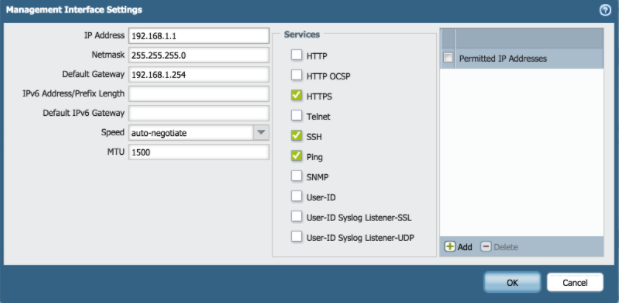 Management Interface Settings
IP Address 192.168.1.1
Netmask 255.255.255.0
Default Gateway 192.168.1.254
IPv6 Address/Prefix Length
Default IPv6 Gateway
Speed auto-negotiate
MTU 1500
Services
HTTP
HTTP OCSP
HTTPS
Telnet
SSH
Ping
SNMP
User-ID
User-ID Syslog Listener-SSL
User-ID Syslog Listener-UDP
Permitted IP Addresses
Add Delete
OK Cancel